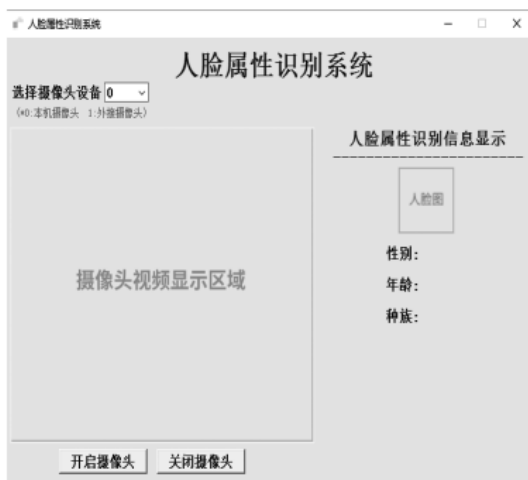 人脸属性识别系统
人脸属性识别系统
选择摄像头设备 0
(*0:本机摄像头 1:外接摄像头)
人脸属性识别信息显示
人脸图
性别:
年龄:
种族:
摄像头视频显示区域
开启摄像头 关闭摄像头